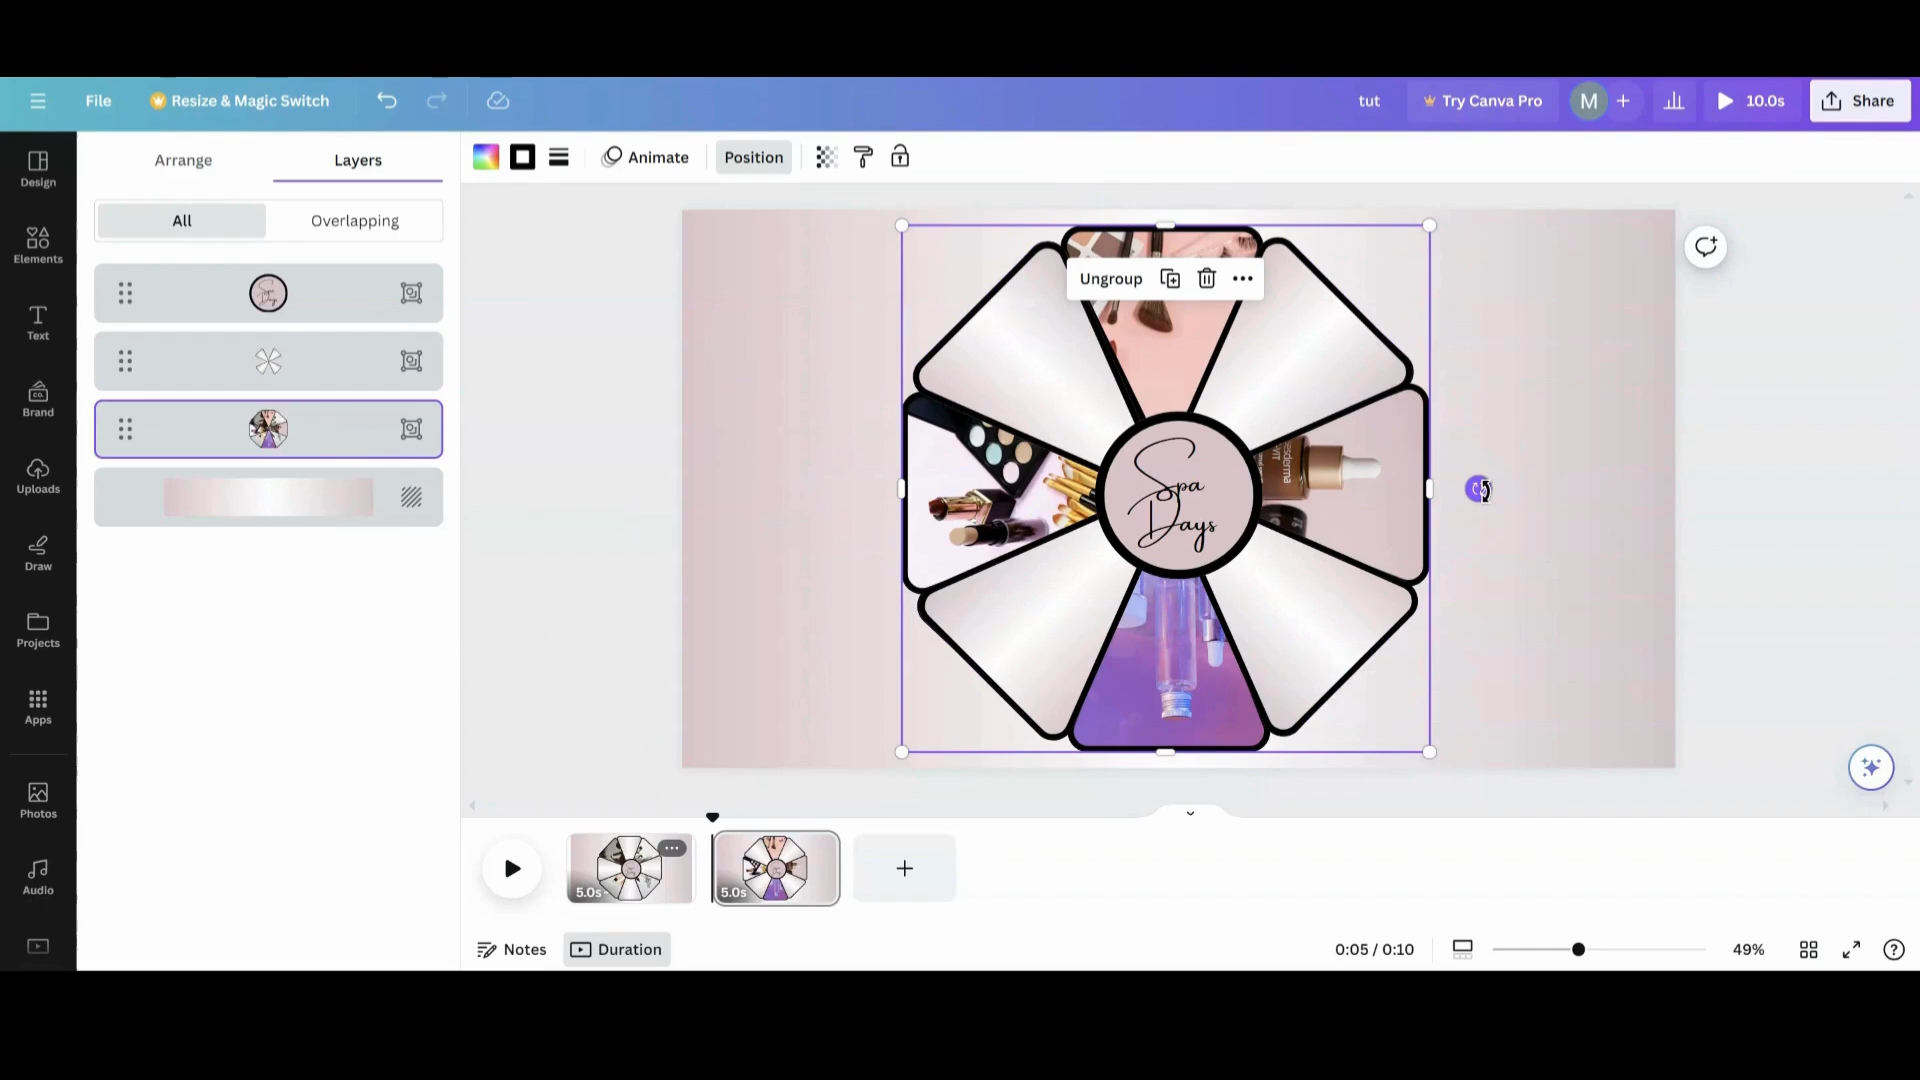 File
Resize & Magic Switch
tut
Try Canva Pro
M
10.0s
Share
Design
Elements
Text
Brand
Uploads
Draw
Projects
Apps
Photos
Audio
Arrange
Layers
All
Overlapping
Animate
Position
Ungroup
Spa
Days
5.0s
5.0s
Notes
Duration
0:05 / 0:10
49%